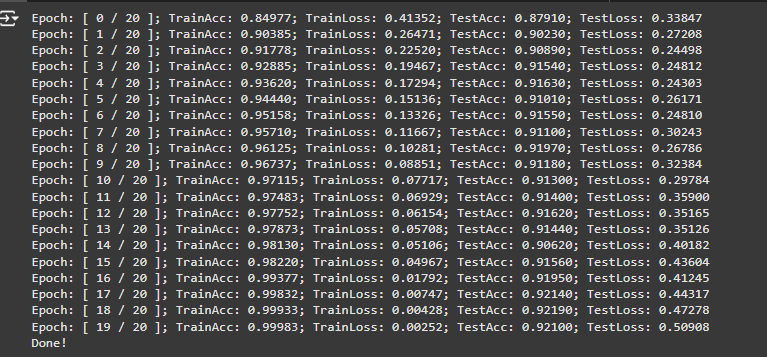 Epoch: [ 0 / 20 ]; TrainAcc: 0.84977; TrainLoss: 0.41352; TestAcc: 0.87910; TestLoss: 0.33847
Epoch: [ 1 / 20 ]; TrainAcc: 0.90385; TrainLoss: 0.26471; TestAcc: 0.90230; TestLoss: 0.27208
Epoch: [ 2 / 20 ]; TrainAcc: 0.91778; TrainLoss: 0.22520; TestAcc: 0.90890; TestLoss: 0.24498
Epoch: [ 3 / 20 ]; TrainAcc: 0.92885; TrainLoss: 0.19467; TestAcc: 0.91540; TestLoss: 0.24812
Epoch: [ 4 / 20 ]; TrainAcc: 0.93620; TrainLoss: 0.17294; TestAcc: 0.91630; TestLoss: 0.24303
Epoch: [ 5 / 20 ]; TrainAcc: 0.94440; TrainLoss: 0.15136; TestAcc: 0.91010; TestLoss: 0.26171
Epoch: [ 6 / 20 ]; TrainAcc: 0.95158; TrainLoss: 0.13326; TestAcc: 0.91550; TestLoss: 0.24810
Epoch: [ 7 / 20 ]; TrainAcc: 0.95710; TrainLoss: 0.11667; TestAcc: 0.91100; TestLoss: 0.30243
Epoch: [ 8 / 20 ]; TrainAcc: 0.96125; TrainLoss: 0.10281; TestAcc: 0.91970; TestLoss: 0.26786
Epoch: [ 9 / 20 ]; TrainAcc: 0.96737; TrainLoss: 0.08851; TestAcc: 0.91180; TestLoss: 0.32384
Epoch: [ 10 / 20 ]; TrainAcc: 0.97115; TrainLoss: 0.07717; TestAcc: 0.91300; TestLoss: 0.29784
Epoch: [ 11 / 20 ]; TrainAcc: 0.97483; TrainLoss: 0.06929; TestAcc: 0.91400; TestLoss: 0.35900
Epoch: [ 12 / 20 ]; TrainAcc: 0.97752; TrainLoss: 0.06154; TestAcc: 0.91620; TestLoss: 0.35165
Epoch: [ 13 / 20 ]; TrainAcc: 0.97873; TrainLoss: 0.05708; TestAcc: 0.91440; TestLoss: 0.35126
Epoch: [ 14 / 20 ]; TrainAcc: 0.98130; TrainLoss: 0.05106; TestAcc: 0.90620; TestLoss: 0.40182
Epoch: [ 15 / 20 ]; TrainAcc: 0.98220; TrainLoss: 0.04967; TestAcc: 0.91560; TestLoss: 0.43604
Epoch: [ 16 / 20 ]; TrainAcc: 0.99377; TrainLoss: 0.01792; TestAcc: 0.91950; TestLoss: 0.41245
Epoch: [ 17 / 20 ]; TrainAcc: 0.99832; TrainLoss: 0.00747; TestAcc: 0.92140; TestLoss: 0.44317
Epoch: [ 18 / 20 ]; TrainAcc: 0.99933; TrainLoss: 0.00428; TestAcc: 0.92190; TestLoss: 0.47278
Epoch: [ 19 / 20 ]; TrainAcc: 0.99983; TrainLoss: 0.00252; TestAcc: 0.92100; TestLoss: 0.50908
Done!